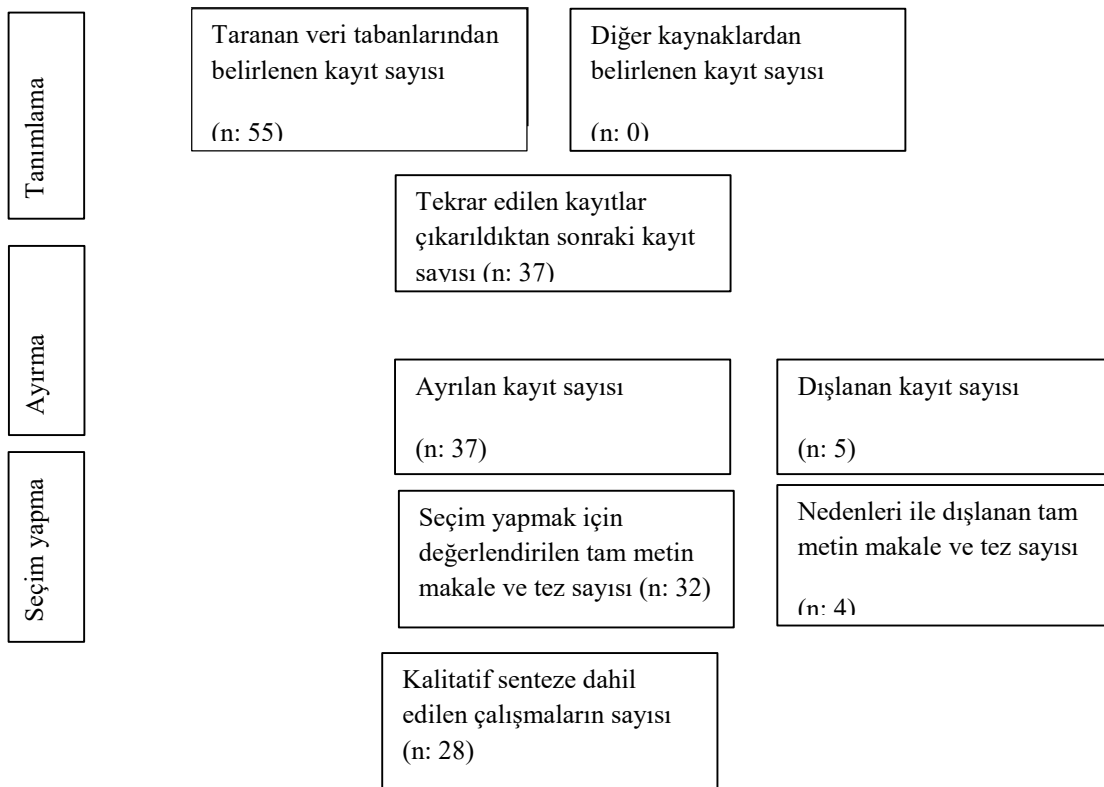 Tanımlama
Taranan veri tabanlarından
belirlenen kayıt sayısı
(n: 55)
Diğer kaynaklardan
belirlenen kayıt sayısı
(n: 0)
Tekrar edilen kayıtlar
çıkarıldıktan sonraki kayıt
sayısı (n: 37)
Ayırma
Ayrılan kayıt sayısı
(n: 37)
Dışlanan kayıt sayısı
(n: 5)
Seçim yapma
Seçim yapmak için
değerlendirilen tam metin
makale ve tez sayısı (n: 32)
Nedenleri ile dışlanan tam
metin makale ve tez sayısı
(n: 4)
Kalitatif senteze dahil
edilen çalışmaların sayısı
(n: 28)